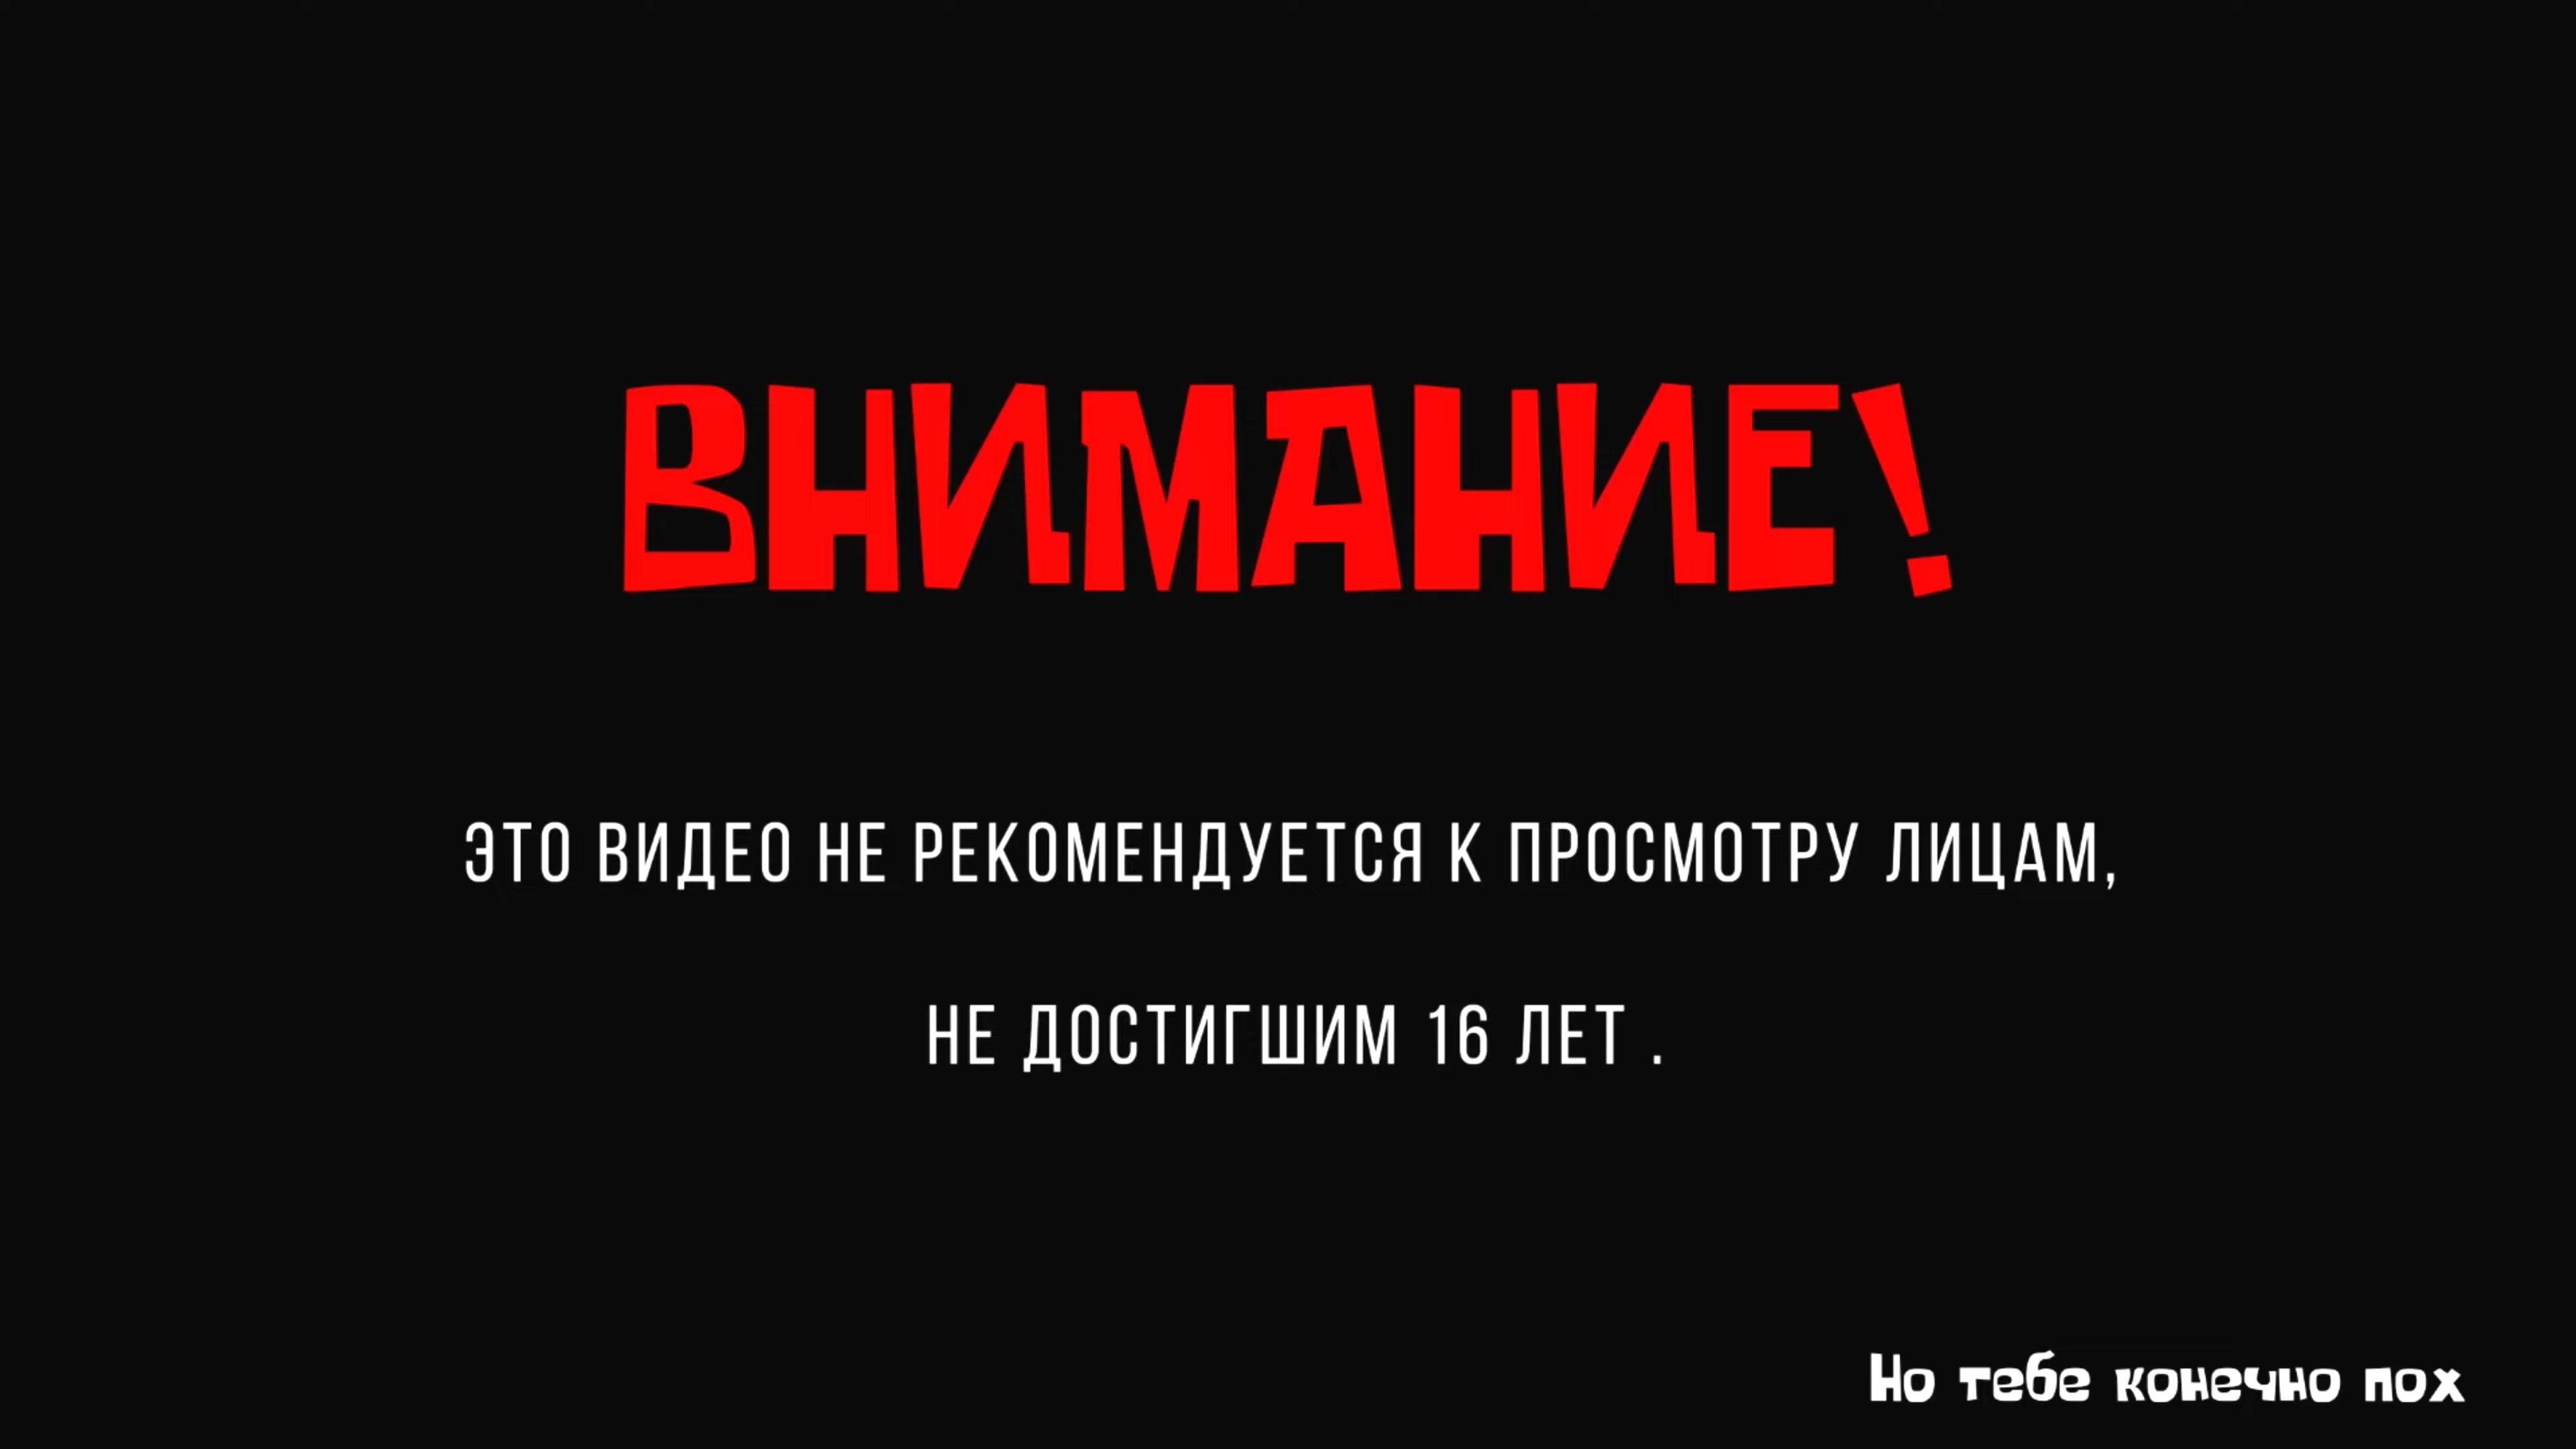 ВНИМАНИЕ!
ЭТО ВИДЕО НЕ РЕКОМЕНДУЕТСЯ К ПРОСМОТРУ ЛИЦАМ,
НЕ ДОСТИГШИМ 16 ЛЕТ .
Но тебе конечно пох